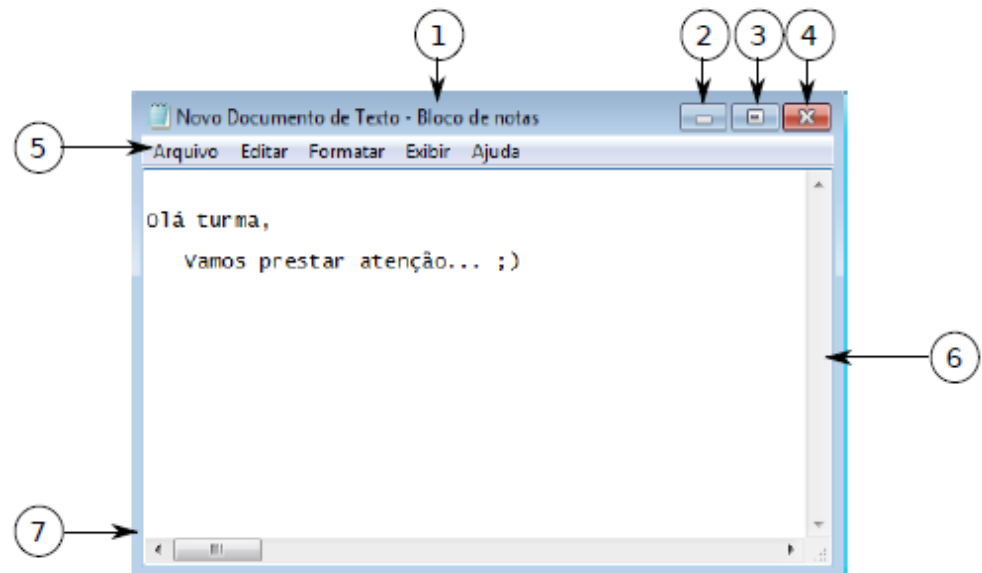 1
2 3 4
Novo Documento de Texto - Bloco de notas
5
Arquivo Editar Formatar Exibir Ajuda
Olá turma,
Vamos prestar atenção... ;)
6
7